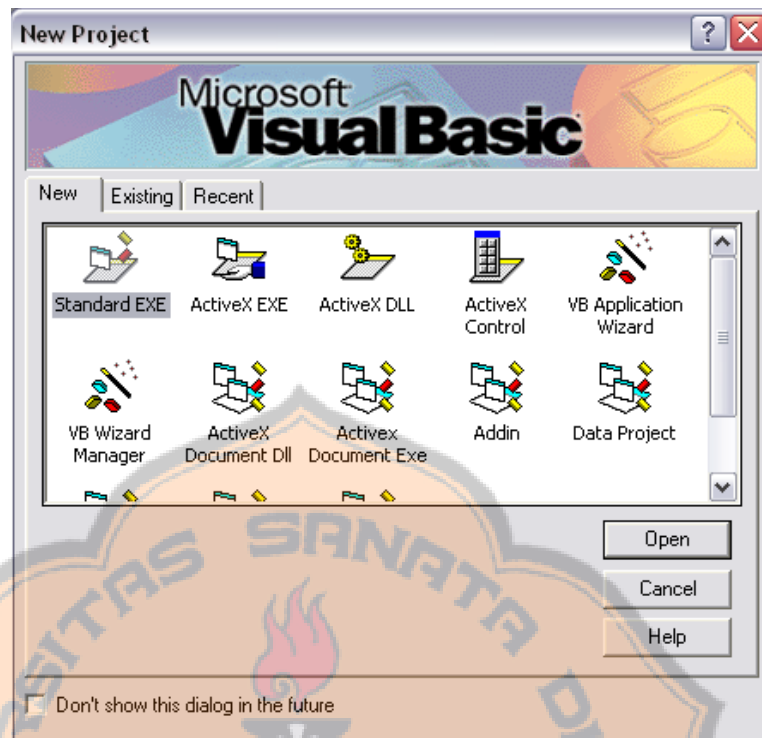 New Project
Microsoft
Visual Basic
New Existing Recent
Standard EXE ActiveX EXE ActiveX DLL ActiveX Control VB Application Wizard
VB Wizard Manager ActiveX Document Dll Activex Document Exe Addin Data Project
Open
Cancel
Help
Don't show this dialog in the future
SITAS SANATA D